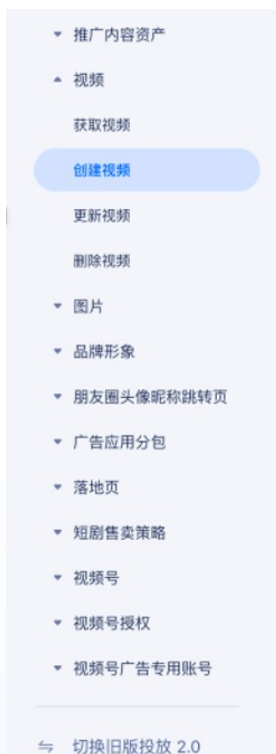 推广内容资产
视频
获取视频
创建视频
更新视频
删除视频
图片
品牌形象
朋友圈头像昵称跳转页
广告应用分包
落地页
短剧售卖策略
视频号
视频号授权
视频号广告专用账号
切换旧版投放 2.0